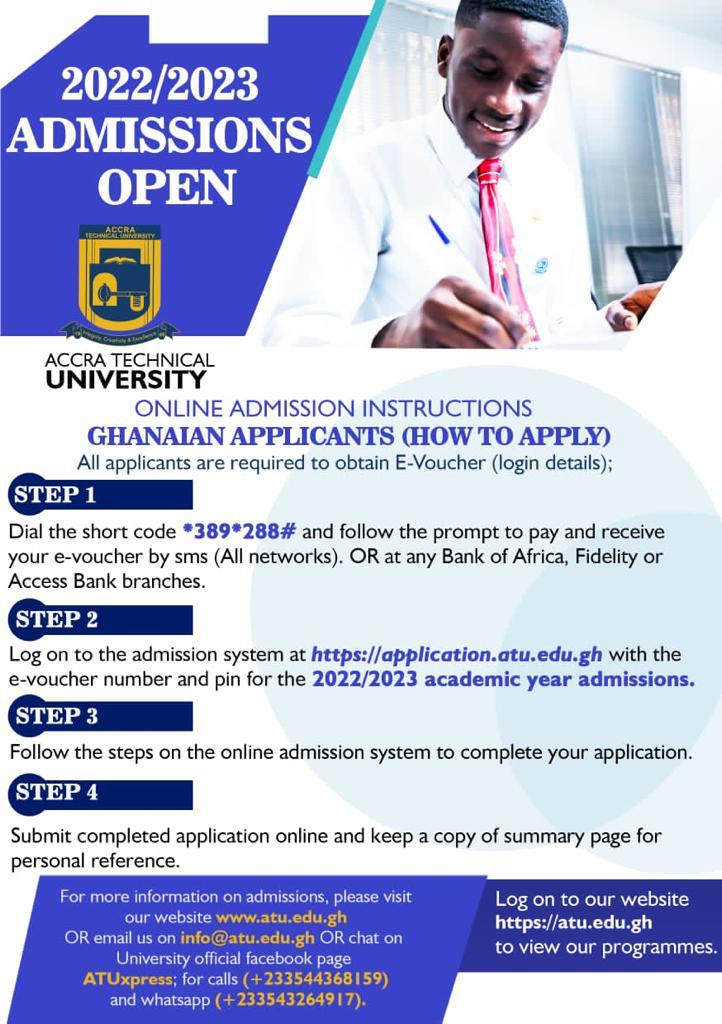 2022/2023
ADMISSIONS
OPEN
ACCRA
TECHNICAL UNIVERSITY
Integrity, Creativity & Excellence
ACCRA TECHNICAL
UNIVERSITY
ONLINE ADMISSION INSTRUCTIONS
GHANAIAN APPLICANTS (HOW TO APPLY)
All applicants are required to obtain E-Voucher (login details);
STEP 1
Dial the short code *389*288# and follow the prompt to pay and receive
your e-voucher by sms (All networks). OR at any Bank of Africa, Fidelity or
Access Bank branches.
STEP 2
Log on to the admission system at https://application.atu.edu.gh with the
e-voucher number and pin for the 2022/2023 academic year admissions.
STEP 3
Follow the steps on the online admission system to complete your application.
STEP 4
Submit completed application online and keep a copy of summary page for
personal reference.
For more information on admissions, please visit
our website www.atu.edu.gh
OR email us on info@atu.edu.gh OR chat on
University official facebook page
ATUxpress; for calls (+233544368159)
and whatsapp (+233543264917).
Log on to our website
https://atu.edu.gh
to view our programmes.